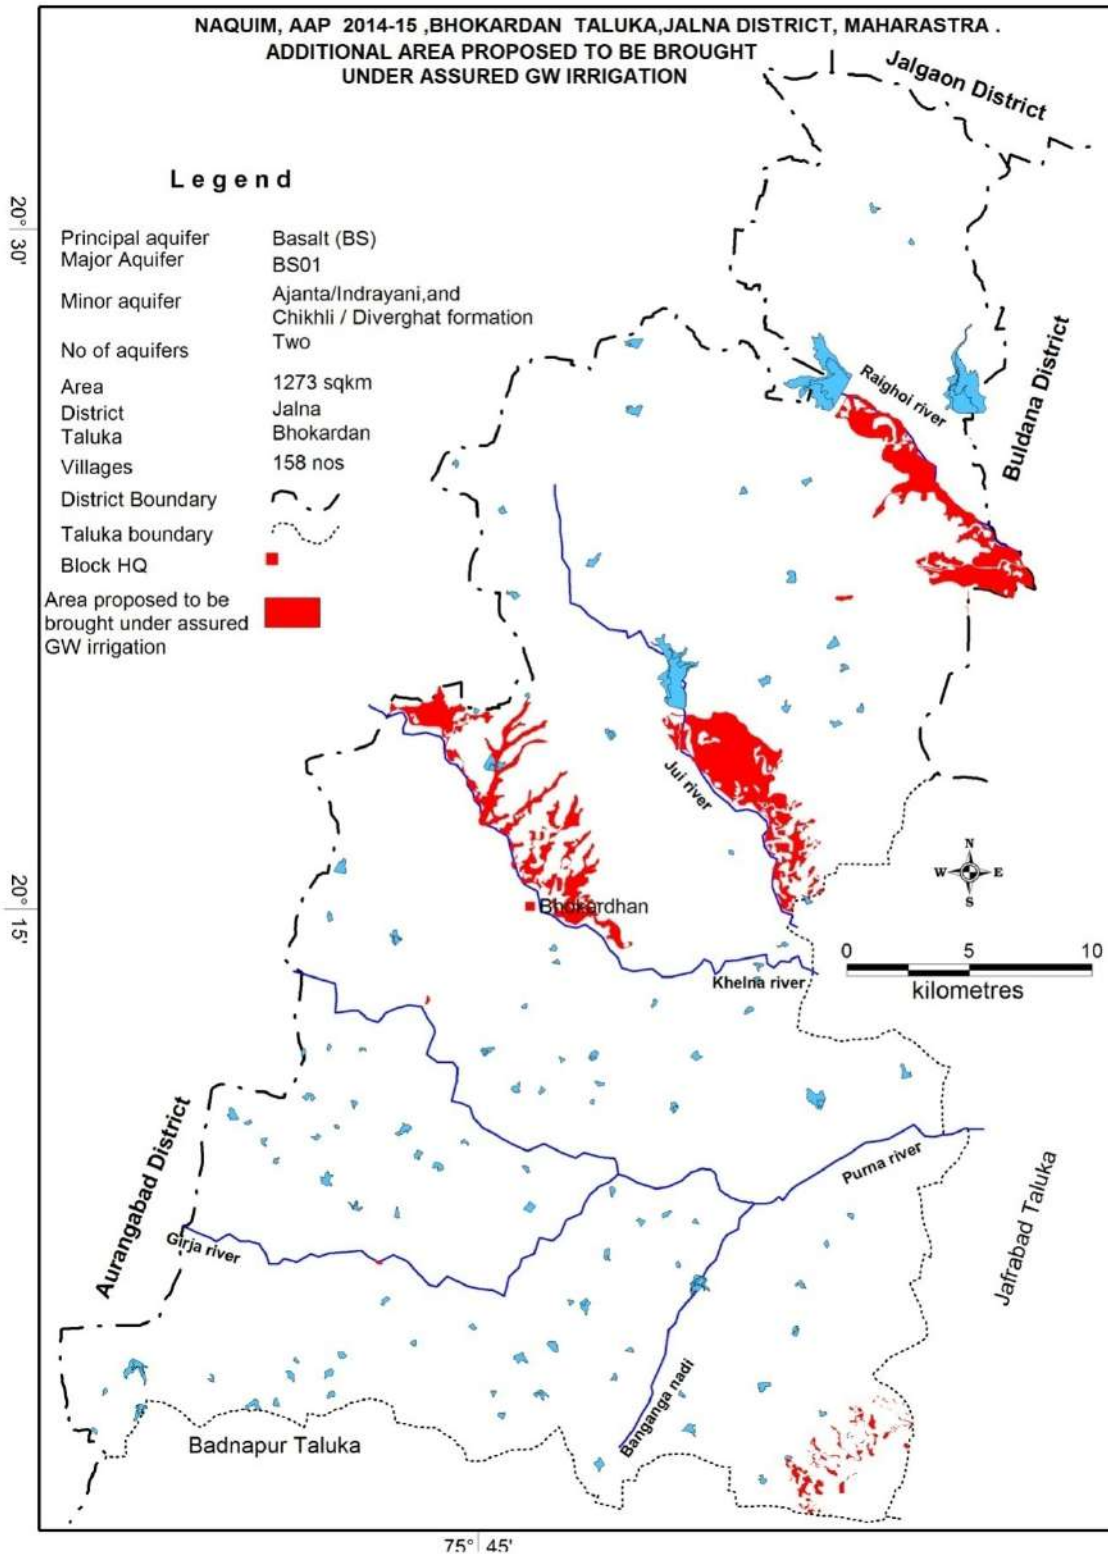 NAQUIM, AAP 2014-15 ,BHOKARDAN TALUKA,JALNA DISTRICT, MAHARASTRA .
ADDITIONAL AREA PROPOSED TO BE BROUGHT
UNDER ASSURED GW IRRIGATION
Jalgaon District
Legend
20° 30'
Principal aquifer Basalt (BS)
Major Aquifer BS01
Minor aquifer Ajanta/Indrayani,and
Chikhli / Diverghat formation
No of aquifers Two
Area 1273 sqkm
District Jalna
Taluka Bhokardan
Villages 158 nos
District Boundary
Taluka boundary
Block HQ
Area proposed to be
brought under assured
GW irrigation
Raighoi river
Buldana District
Jui river
N
W E
S
20° 15'
Bhokardhan
0 5 10
kilometres
Khelna river
Aurangabad District
Purna river
Jafrabad Taluka
Girja river
Banganga nadi
Badnapur Taluka
75° 45'